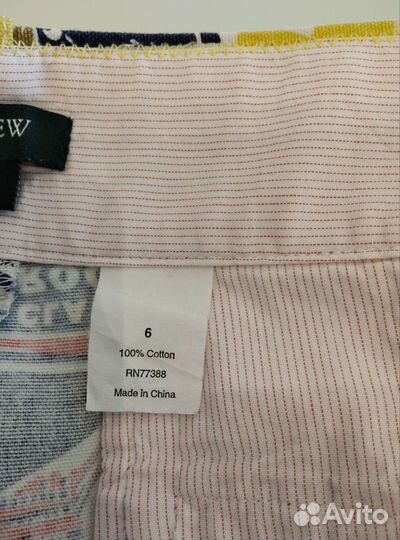 EW
6
100% Cotton
RN77388
Made in China
Avito